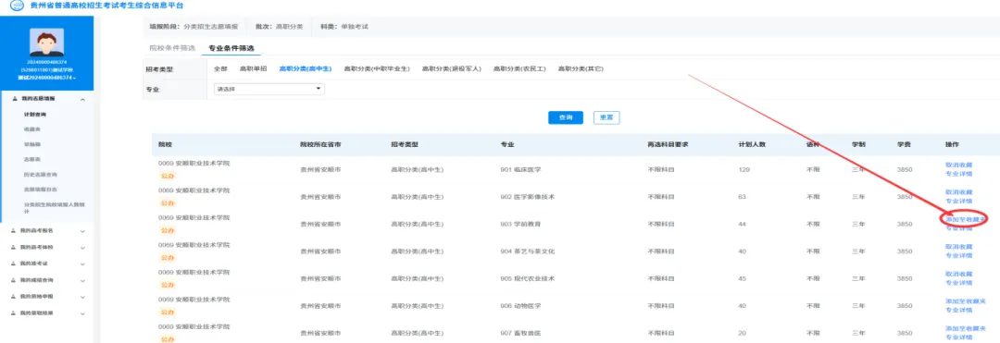 贵州省普通高校招生考试考生综合信息平台
填报阶段： 分类招生志愿填报 批次： 高职分类 科类： 单独考试
院校条件筛选 专业条件筛选
招考类型: 全部 高职单招 高职分类(高中生) 高职分类(中职毕业生) 高职分类(退役军人) 高职分类(农民工) 高职分类(其它)
专业: 请选择
查询 重置
我的志愿填报
计划查询
收藏夹
草稿箱
志愿表
历史志愿查询
志愿填报日志
分类招生院校填报人数统计
我的高考报名
我的高考体检
我的准考证
我的成绩查询
我的资格申报
我的录取结果
院校 院校所在省市 招考类型 专业 再选科目要求 计划人数 语种 学制 学费 操作
0069 安顺职业技术学院 公办 贵州省安顺市 高职分类(高中生) 901 临床医学 不限科目 129 不限 三年 3850 取消收藏 专业详情
0069 安顺职业技术学院 公办 贵州省安顺市 高职分类(高中生) 902 医学影像技术 不限科目 63 不限 三年 3850 取消收藏 专业详情
0069 安顺职业技术学院 公办 贵州省安顺市 高职分类(高中生) 903 学前教育 不限科目 44 不限 三年 3850 添加至收藏夹 专业详情
0069 安顺职业技术学院 公办 贵州省安顺市 高职分类(高中生) 904 茶艺与茶文化 不限科目 40 不限 三年 3850 取消收藏 专业详情
0069 安顺职业技术学院 公办 贵州省安顺市 高职分类(高中生) 905 现代农业技术 不限科目 45 不限 三年 3850 取消收藏 专业详情
0069 安顺职业技术学院 公办 贵州省安顺市 高职分类(高中生) 906 动物医学 不限科目 40 不限 三年 3850 添加至收藏夹 专业详情
0069 安顺职业技术学院 公办 贵州省安顺市 高职分类(高中生) 907 畜牧兽医 不限科目 20 不限 三年 3850 添加至收藏夹 专业详情